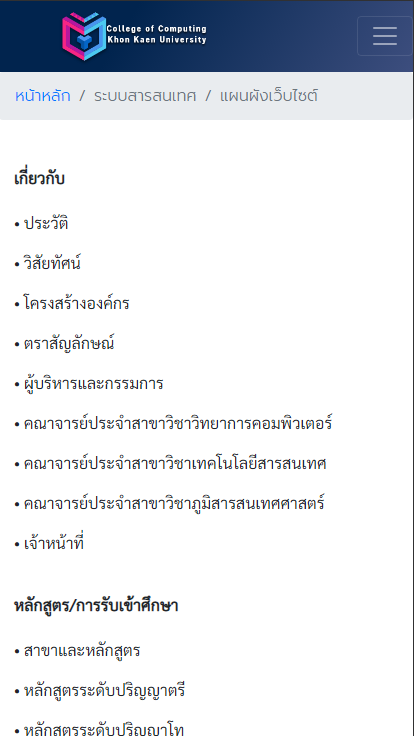 College of Computing
Khon Kaen University
หน้าหลัก / ระบบสารสนเทศ / แผนผังเว็บไซต์
เกี่ยวกับ
• ประวัติ
• วิสัยทัศน์
• โครงสร้างองค์กร
• ตราสัญลักษณ์
• ผู้บริหารและกรรมการ
• คณาจารย์ประจำสาขาวิชาวิทยาการคอมพิวเตอร์
• คณาจารย์ประจำสาขาวิชาเทคโนโลยีสารสนเทศ
• คณาจารย์ประจำสาขาวิชาภูมิสารสนเทศศาสตร์
• เจ้าหน้าที่
หลักสูตร/การรับเข้าศึกษา
• สาขาและหลักสูตร
• หลักสูตรระดับปริญญาตรี
• หลักสูตรระดับปริญญาโท